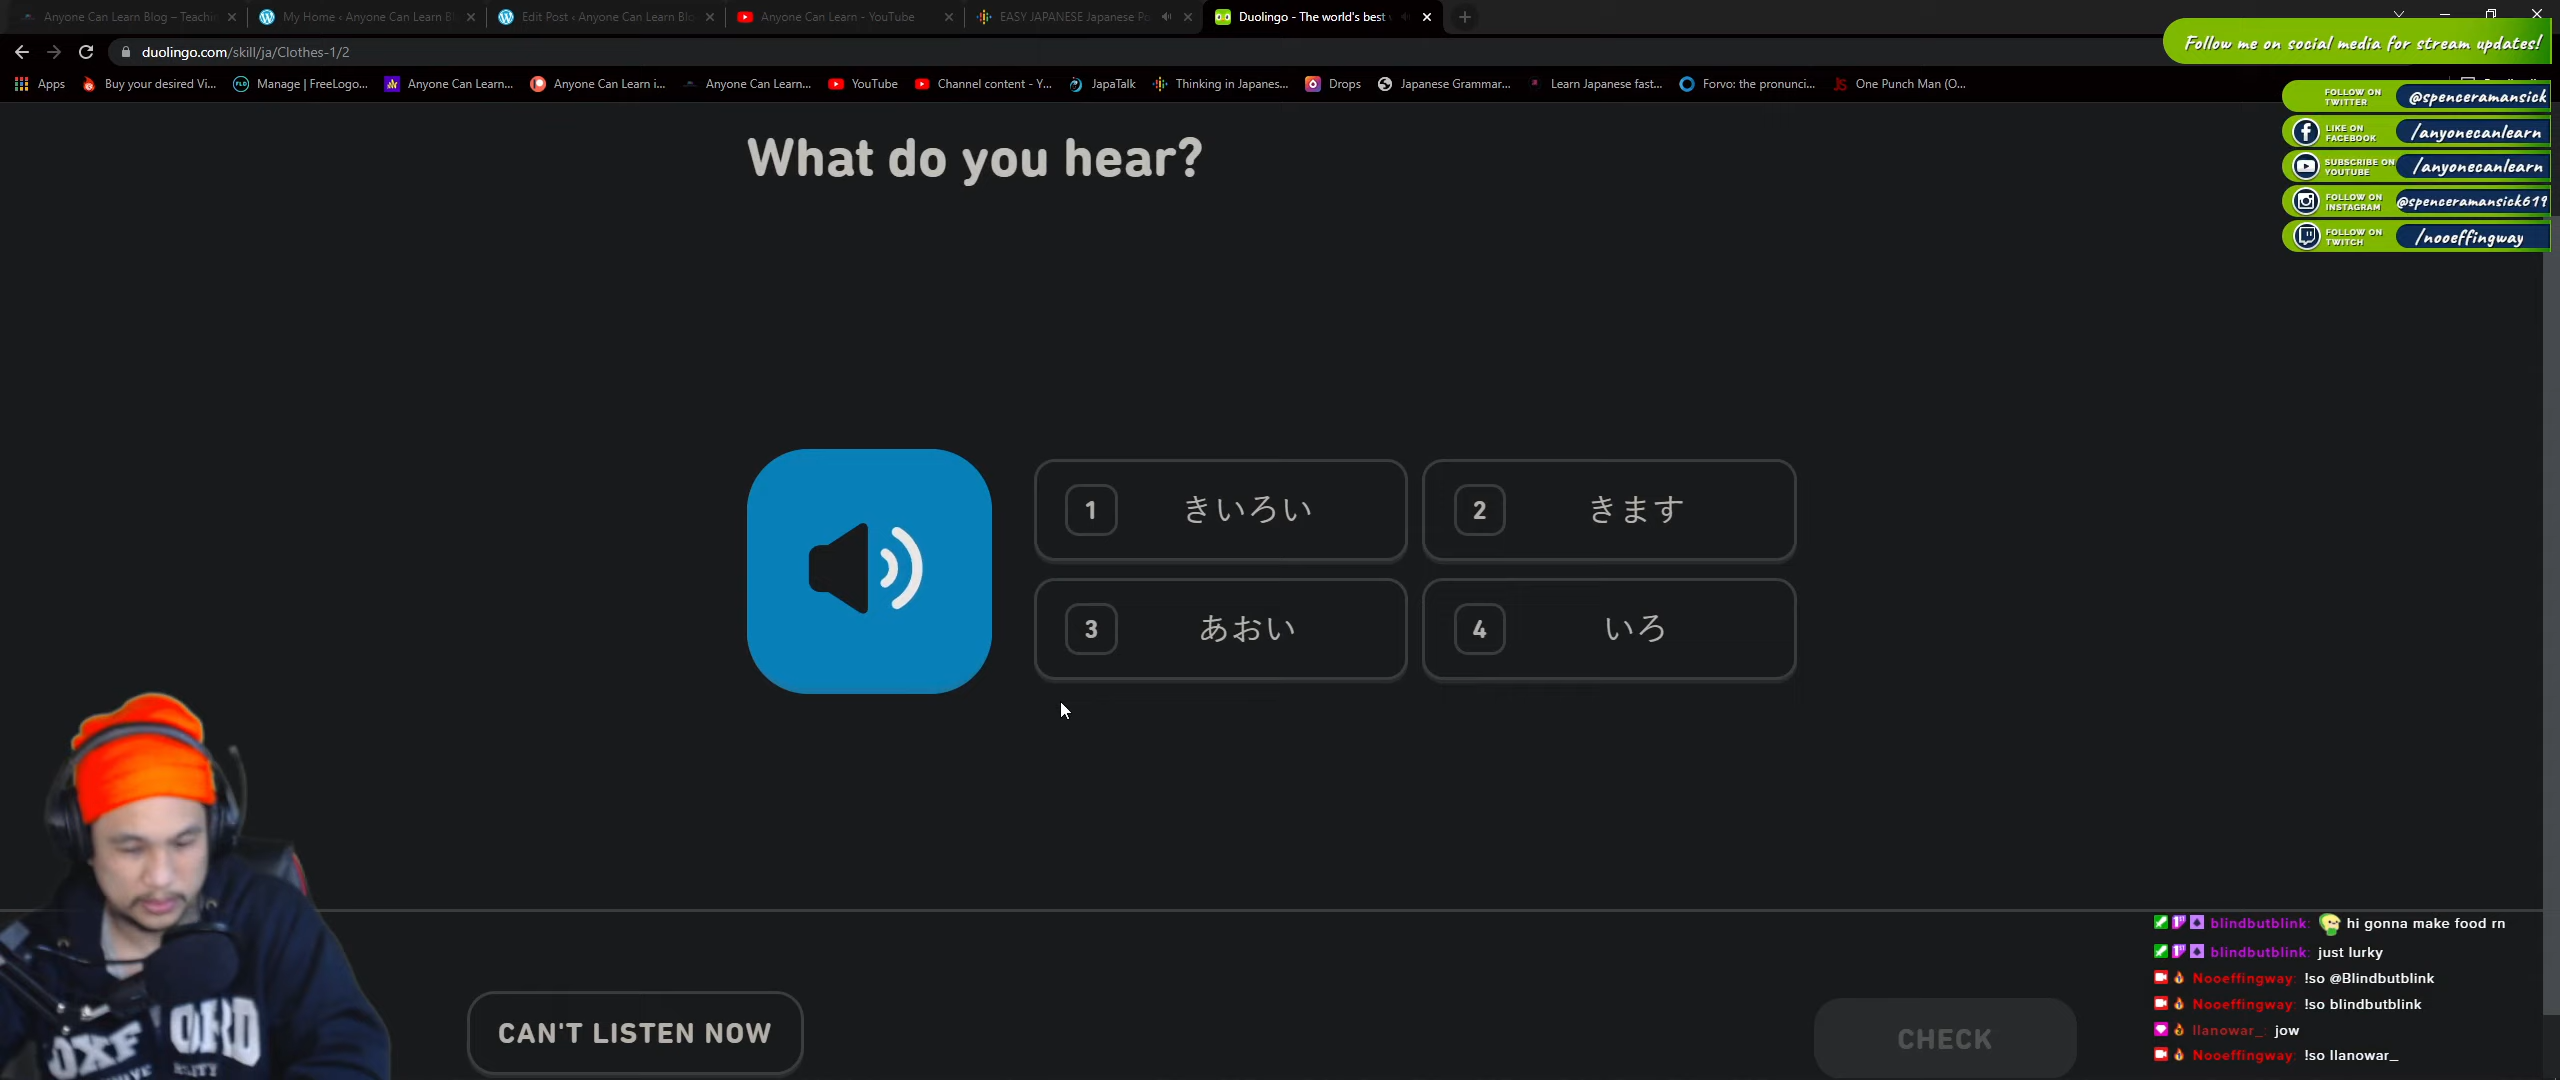 Anyone Can Learn Blog – Teachi
My Home ‹ Anyone Can Learn Bl
Edit Post ‹ Anyone Can Learn Blo
Anyone Can Learn - YouTube
EASY JAPANESE Japanese Po
Duolingo - The world's best
duolingo.com/skill/ja/Clothes-1/2
Follow me on social media for stream updates!
Apps
Buy your desired Vi...
Manage | FreeLogo...
Anyone Can Learn...
Anyone Can Learn i...
Anyone Can Learn...
YouTube
Channel content - Y...
JapaTalk
Thinking in Japanes...
Drops
Japanese Grammar...
Learn Japanese fast...
Forvo: the pronunci...
One Punch Man (O...
FOLLOW ON TWITTER @spenceramansick
LIKE ON FACEBOOK /anyonecanlearn
SUBSCRIBE ON YOUTUBE /anyonecanlearn
FOLLOW ON INSTAGRAM @spenceramansick619
FOLLOW ON TWITCH /nooeffingway
What do you hear?
1 きいろい
2 きます
3 あおい
4 いろ
blindbutblink: hi gonna make food rn
blindbutblink: just lurky
Nooeffingway: !so @Blindbutblink
Nooeffingway: !so blindbutblink
llanowar_: jow
Nooeffingway: !so llanowar_
CAN'T LISTEN NOW
CHECK